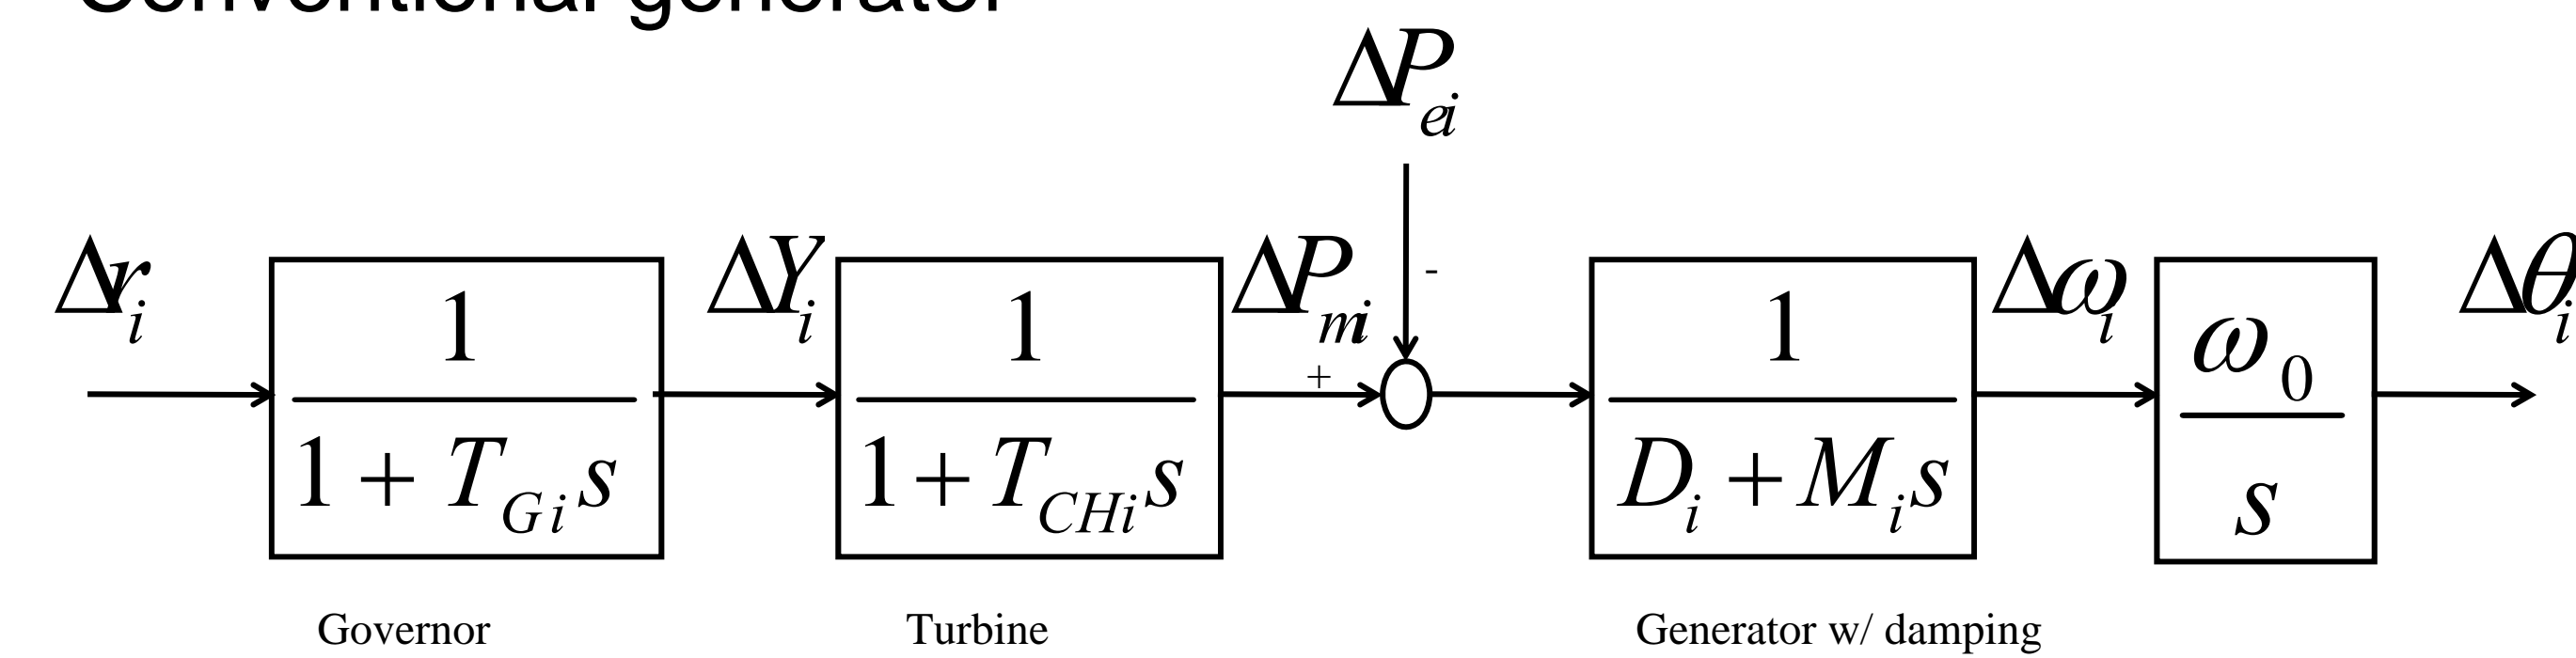 Conventional generator
ΔP_ei
Δr_i
1
1 + T_Gi s
ΔY_i
1
1 + T_CHi s
ΔP_mi
+
-
1
D_i + M_i s
Δω_i
ω_0
s
Δθ_i
Governor
Turbine
Generator w/ damping